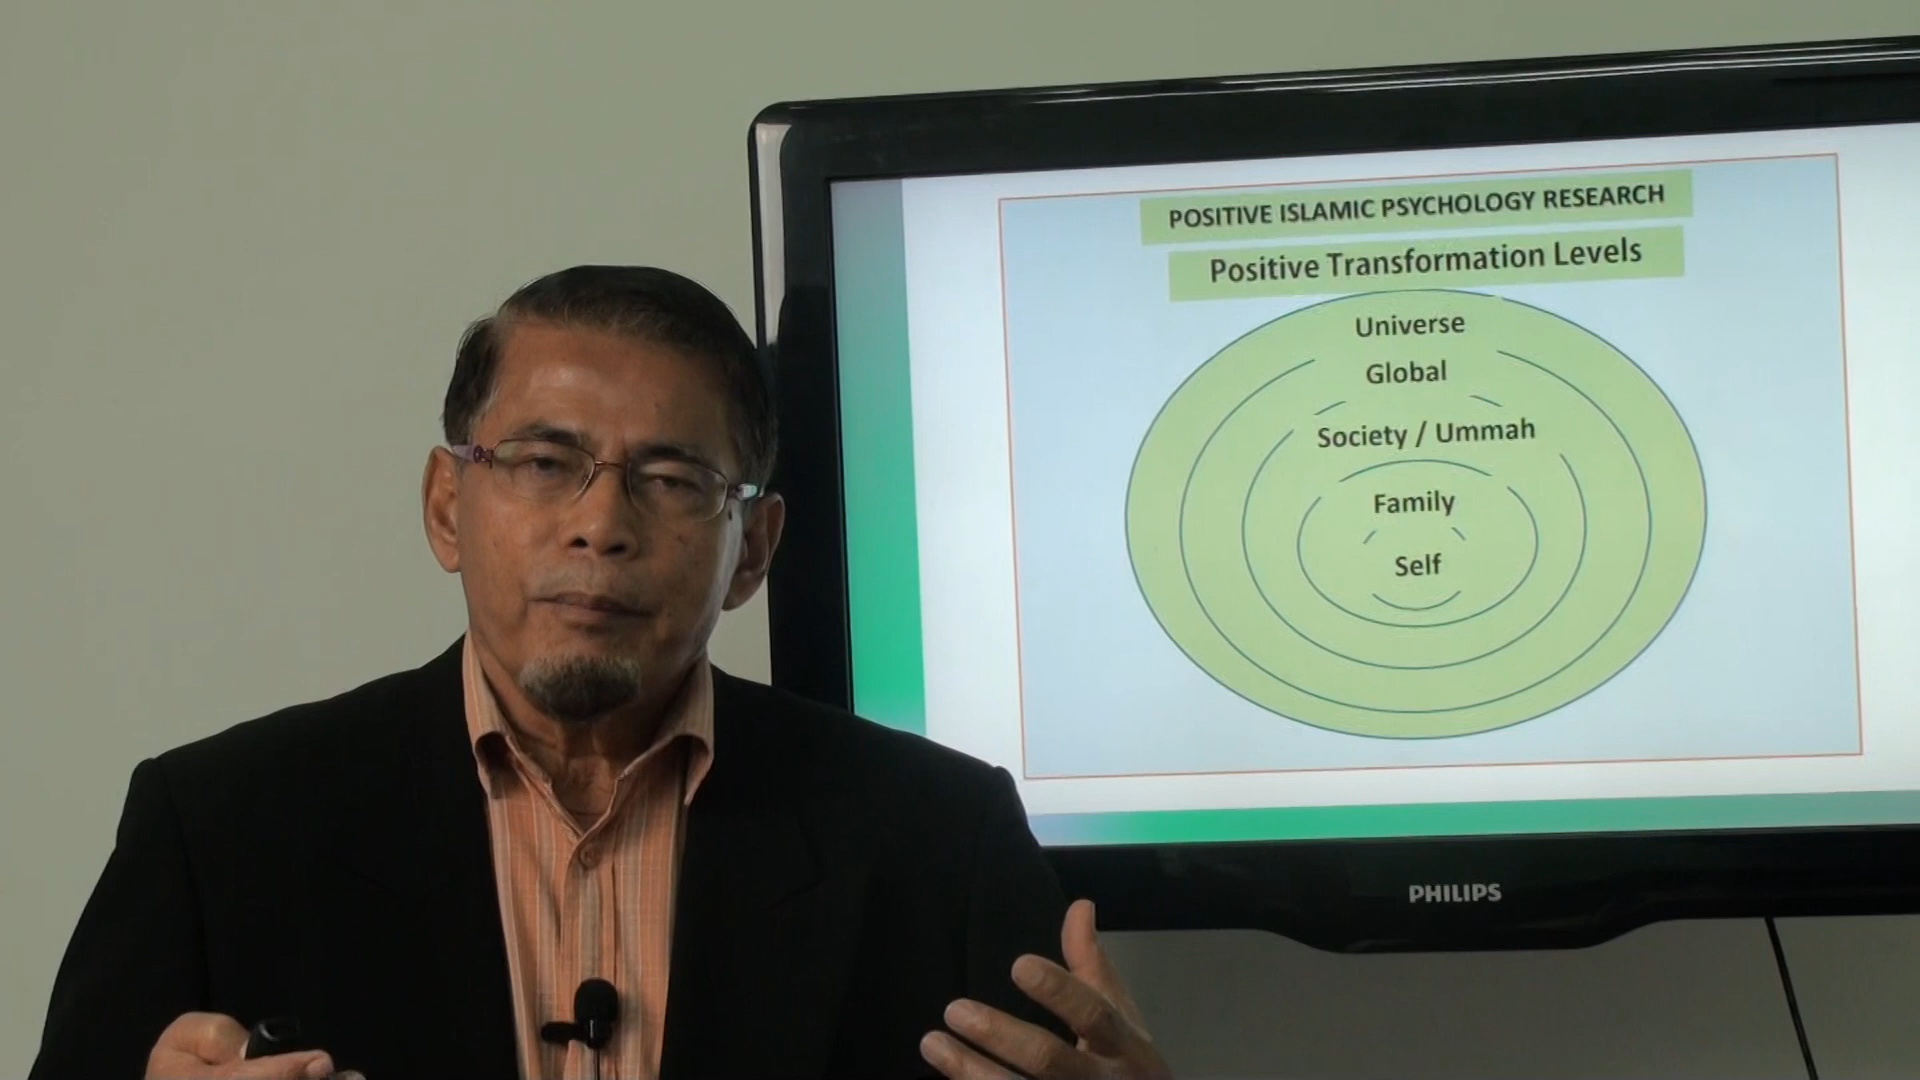 POSITIVE ISLAMIC PSYCHOLOGY RESEARCH
Positive Transformation Levels
Universe
Global
Society / Ummah
Family
Self
PHILIPS